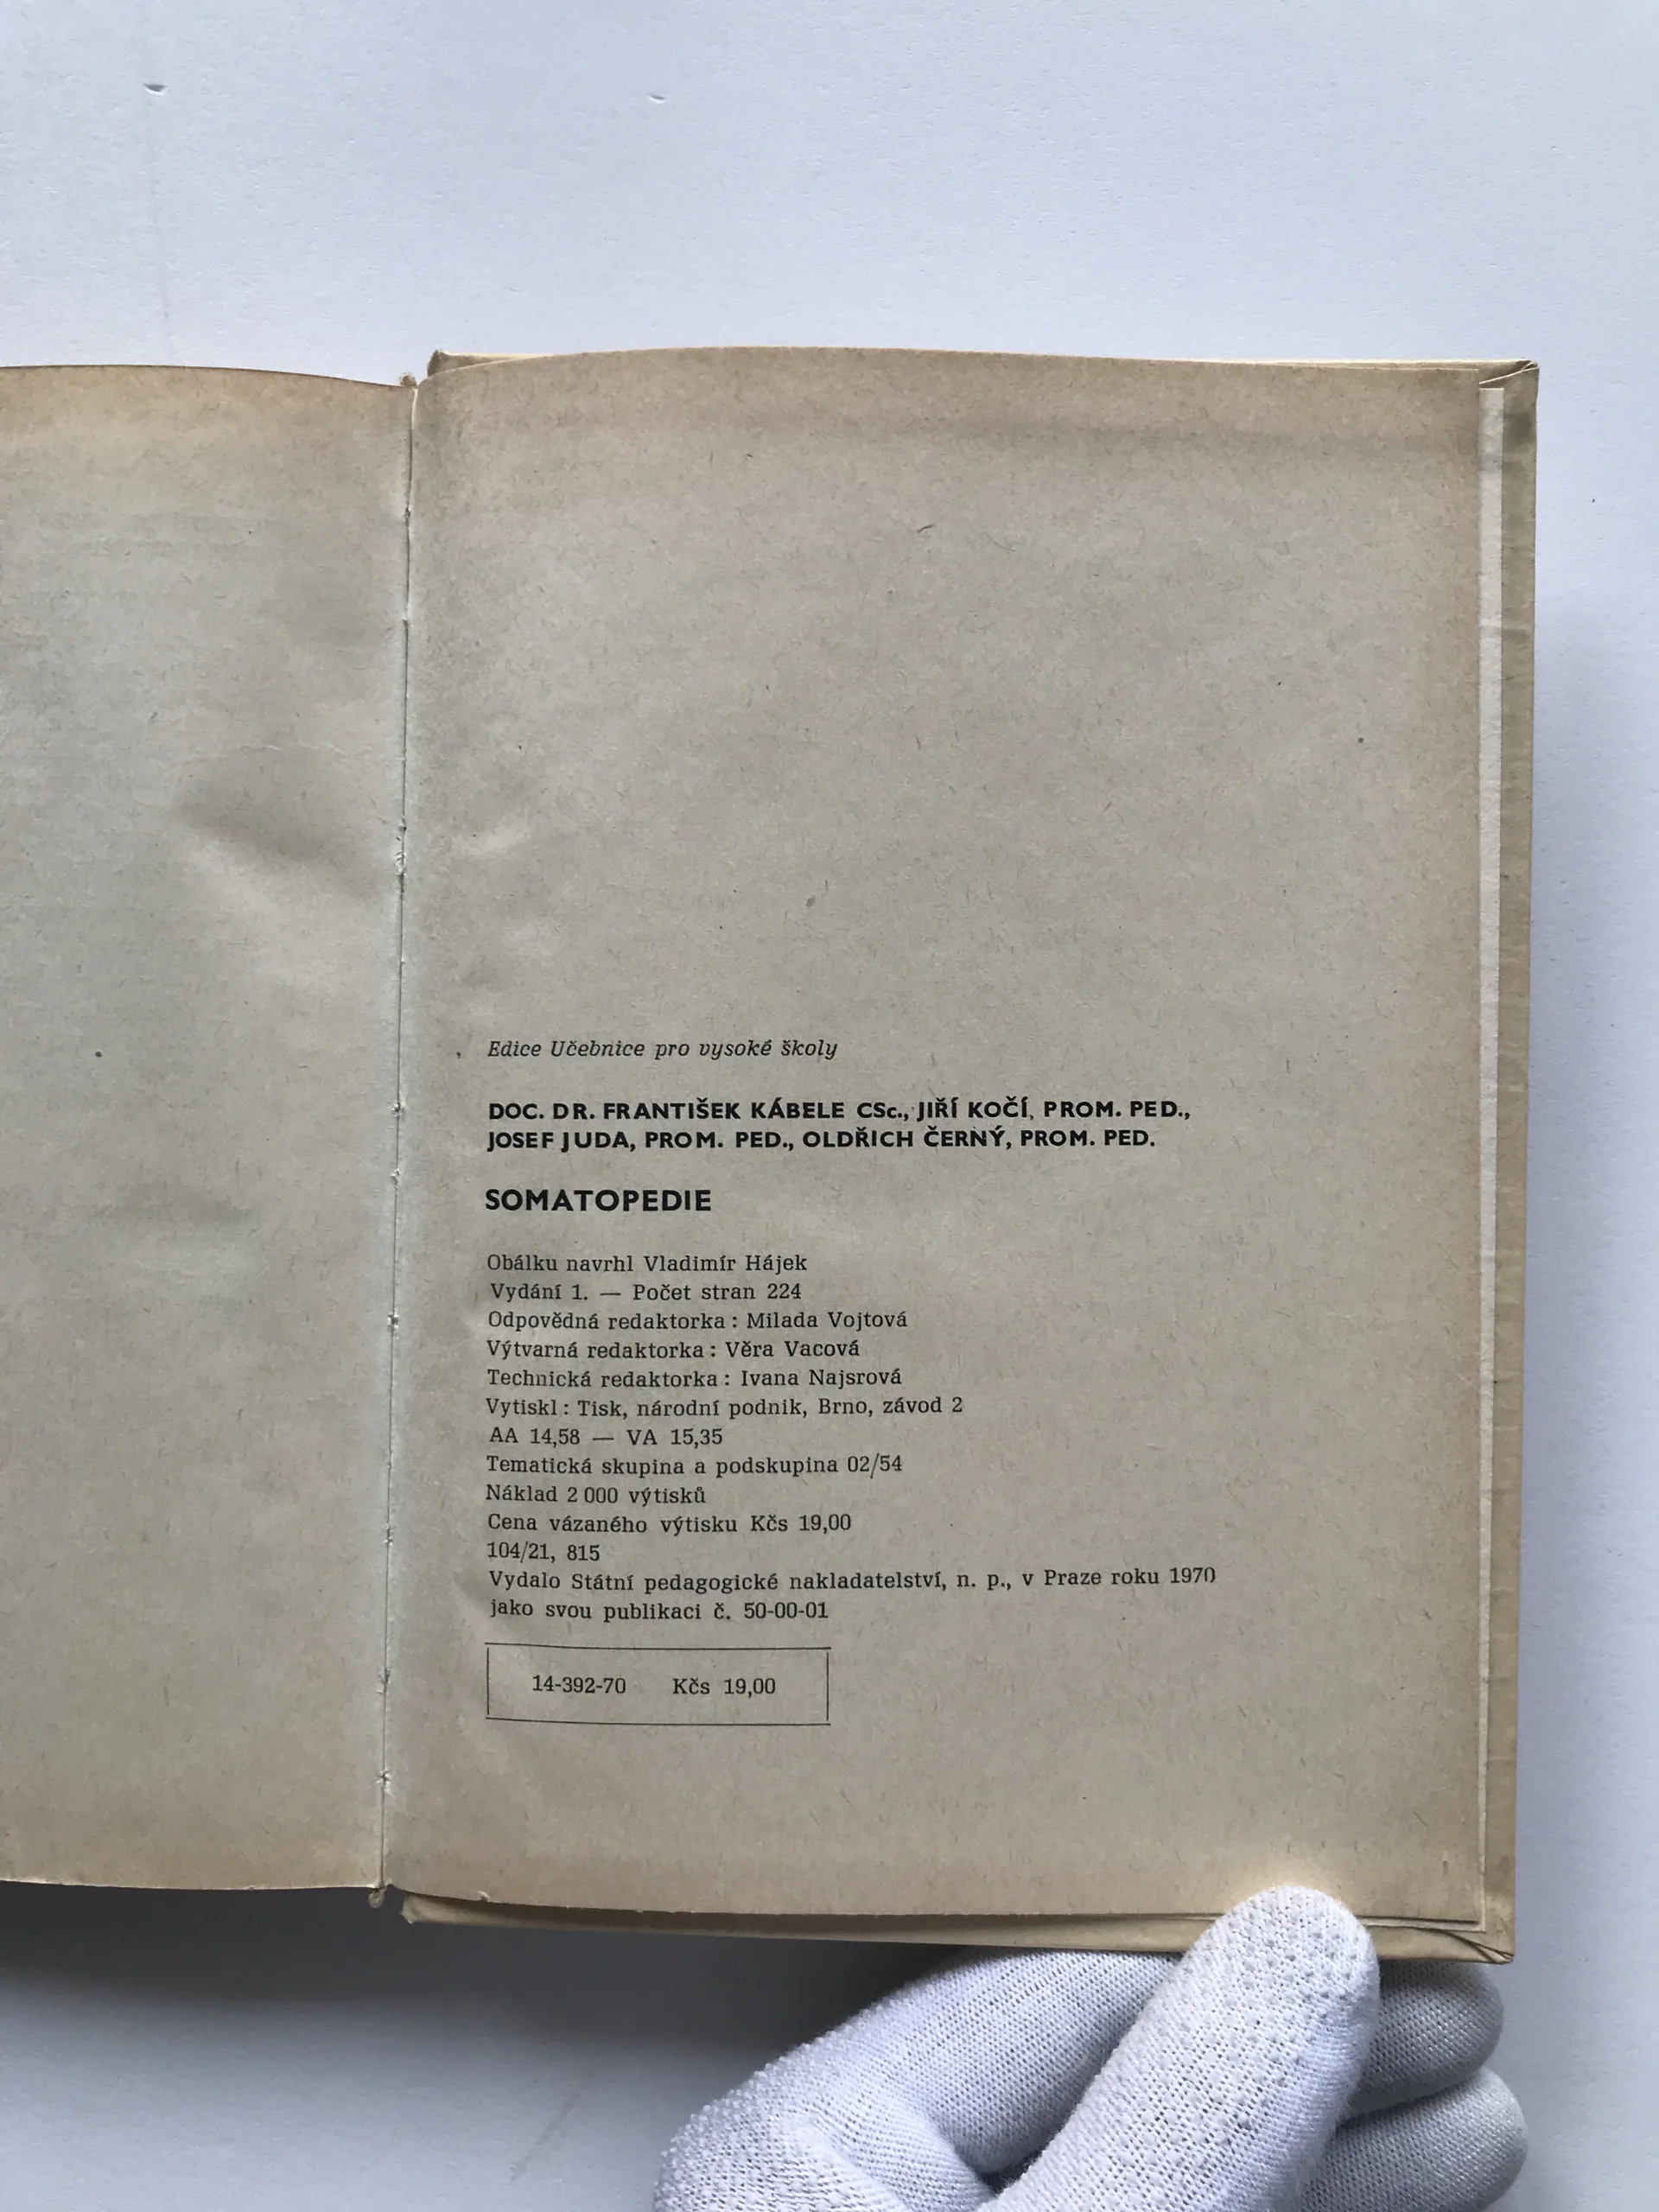 Edice Učebnice pro vysoké školy
DOC. DR. FRANTIŠEK KÁBELE CSc., JIŘÍ KOČÍ, PROM. PED.,
JOSEF JUDA, PROM. PED., OLDŘICH ČERNÝ, PROM. PED.
SOMATOPEDIE
Obálku navrhl Vladimír Hájek
Vydání 1. — Počet stran 224
Odpovědná redaktorka: Milada Vojtová
Výtvarná redaktorka: Věra Vacová
Technická redaktorka: Ivana Najsrová
Vytiskl: Tisk, národní podnik, Brno, závod 2
AA 14,58 — VA 15,35
Tematická skupina a podskupina 02/54
Náklad 2 000 výtisků
Cena vázaného výtisku Kčs 19,00
104/21, 815
Vydalo Státní pedagogické nakladatelství, n. p., v Praze roku 1970
jako svou publikaci č. 50-00-01
14-392-70 Kčs 19,00